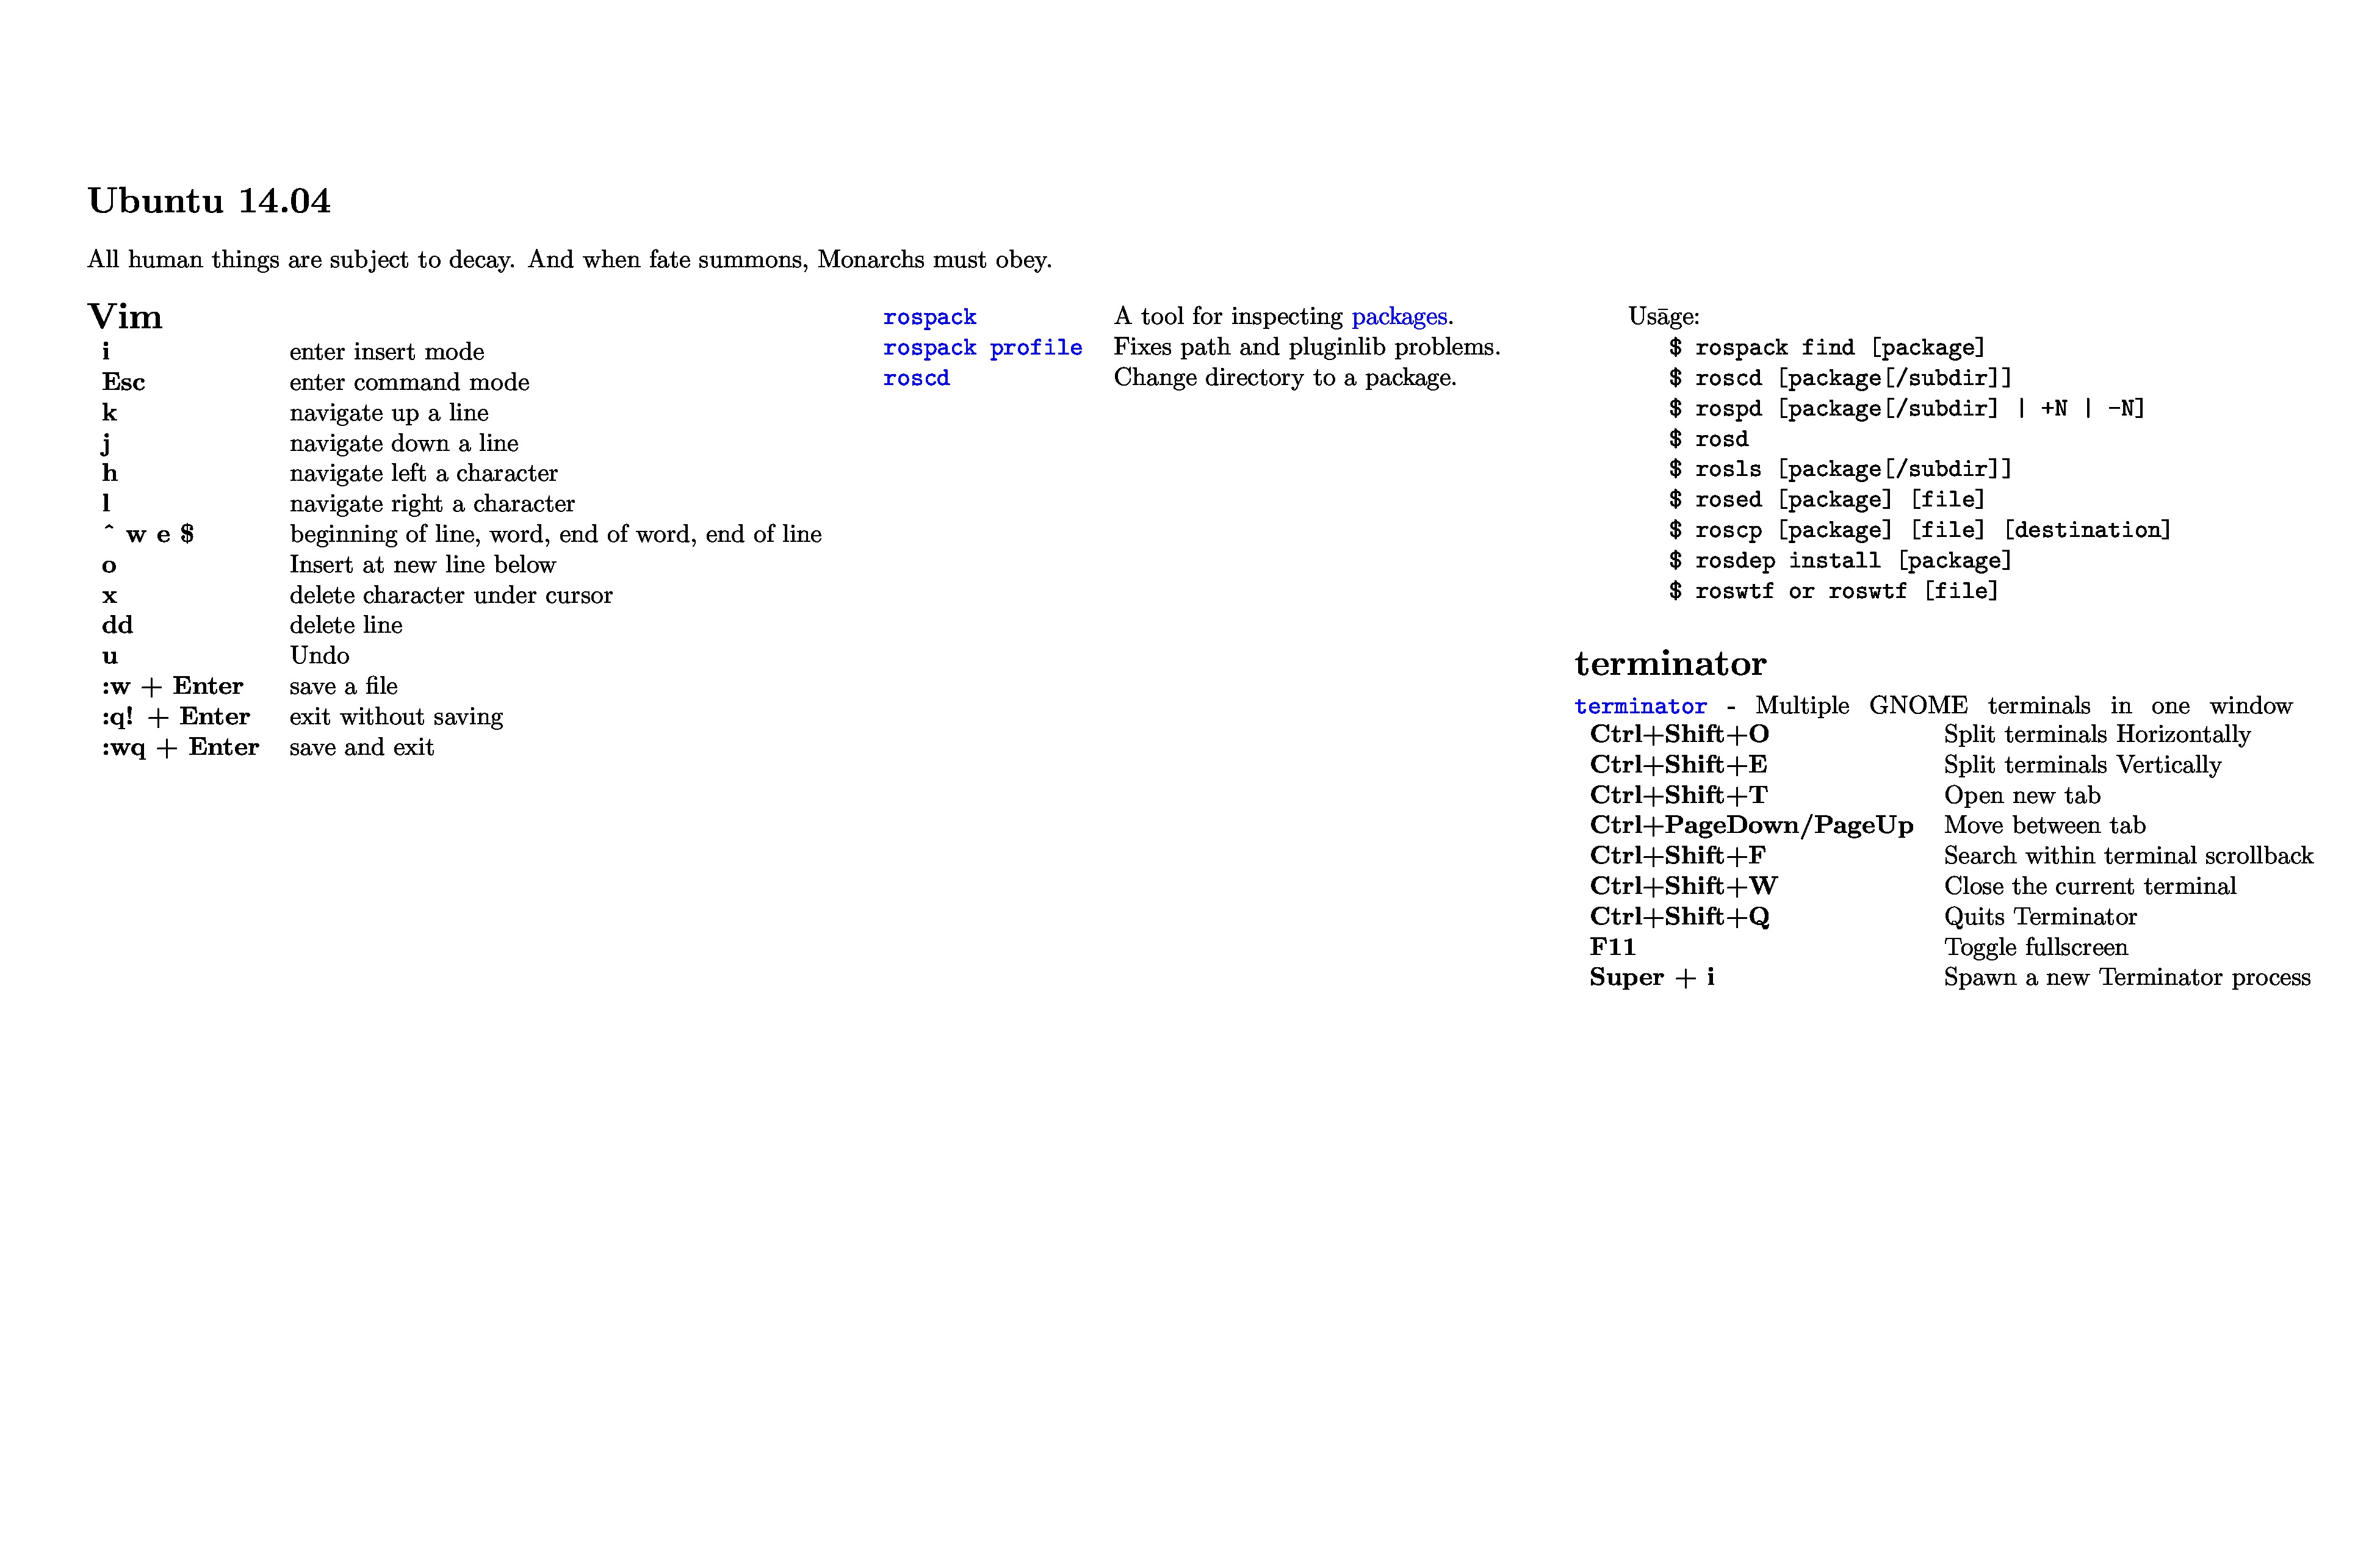 Ubuntu 14.04
All human things are subject to decay. And when fate summons, Monarchs must obey.
Vim
i enter insert mode
Esc enter command mode
k navigate up a line
j navigate down a line
h navigate left a character
l navigate right a character
^ w e $ beginning of line, word, end of word, end of line
o Insert at new line below
x delete character under cursor
dd delete line
u Undo
:w + Enter save a file
:q! + Enter exit without saving
:wq + Enter save and exit
rospack A tool for inspecting packages.
rospack profile Fixes path and pluginlib problems.
roscd Change directory to a package.
Usāge:
$ rospack find [package]
$ roscd [package[/subdir]]
$ rospd [package[/subdir] | +N | -N]
$ rosd
$ rosls [package[/subdir]]
$ rosed [package] [file]
$ roscp [package] [file] [destination]
$ rosdep install [package]
$ roswtf or roswtf [file]
terminator
terminator - Multiple GNOME terminals in one window
Ctrl+Shift+O Split terminals Horizontally
Ctrl+Shift+E Split terminals Vertically
Ctrl+Shift+T Open new tab
Ctrl+PageDown/PageUp Move between tab
Ctrl+Shift+F Search within terminal scrollback
Ctrl+Shift+W Close the current terminal
Ctrl+Shift+Q Quits Terminator
F11 Toggle fullscreen
Super + i Spawn a new Terminator process